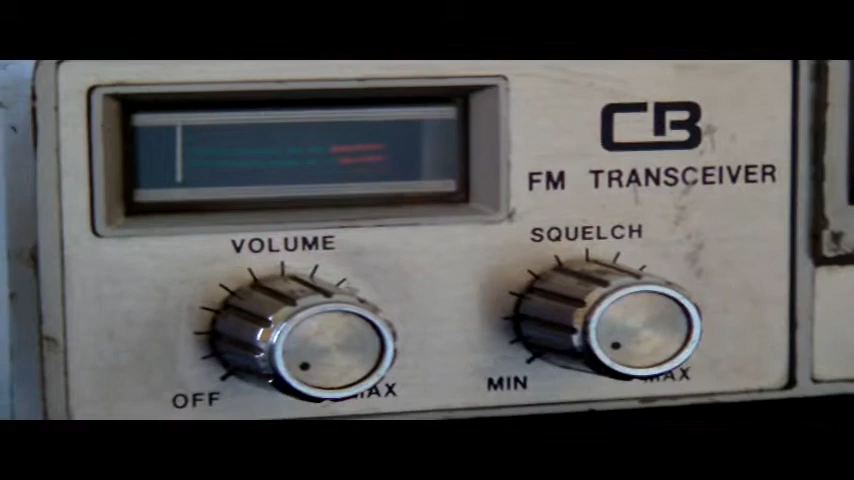 CB
FM TRANSCEIVER
VOLUME
SQUELCH
OFF
MAX
MIN
MAX